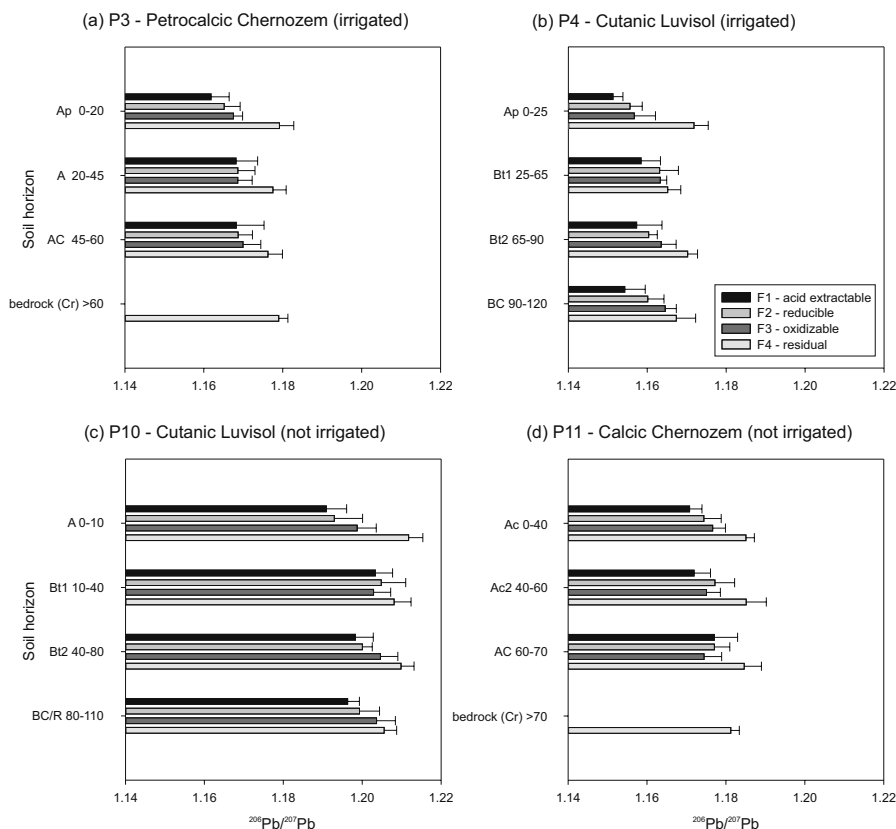 (a) P3 - Petrocalcic Chernozem (irrigated)
Soil horizon
Ap 0-20
A 20-45
AC 45-60
bedrock (Cr) >60
1.14 1.16 1.18 1.20 1.22
(b) P4 - Cutanic Luvisol (irrigated)
Ap 0-25
Bt1 25-65
Bt2 65-90
BC 90-120
F1 - acid extractable
F2 - reducible
F3 - oxidizable
F4 - residual
1.14 1.16 1.18 1.20 1.22
(c) P10 - Cutanic Luvisol (not irrigated)
Soil horizon
A 0-10
Bt1 10-40
Bt2 40-80
BC/R 80-110
1.14 1.16 1.18 1.20 1.22
²⁰⁶Pb/²⁰⁷Pb
(d) P11 - Calcic Chernozem (not irrigated)
Ac 0-40
Ac2 40-60
AC 60-70
bedrock (Cr) >70
1.14 1.16 1.18 1.20 1.22
²⁰⁶Pb/²⁰⁷Pb